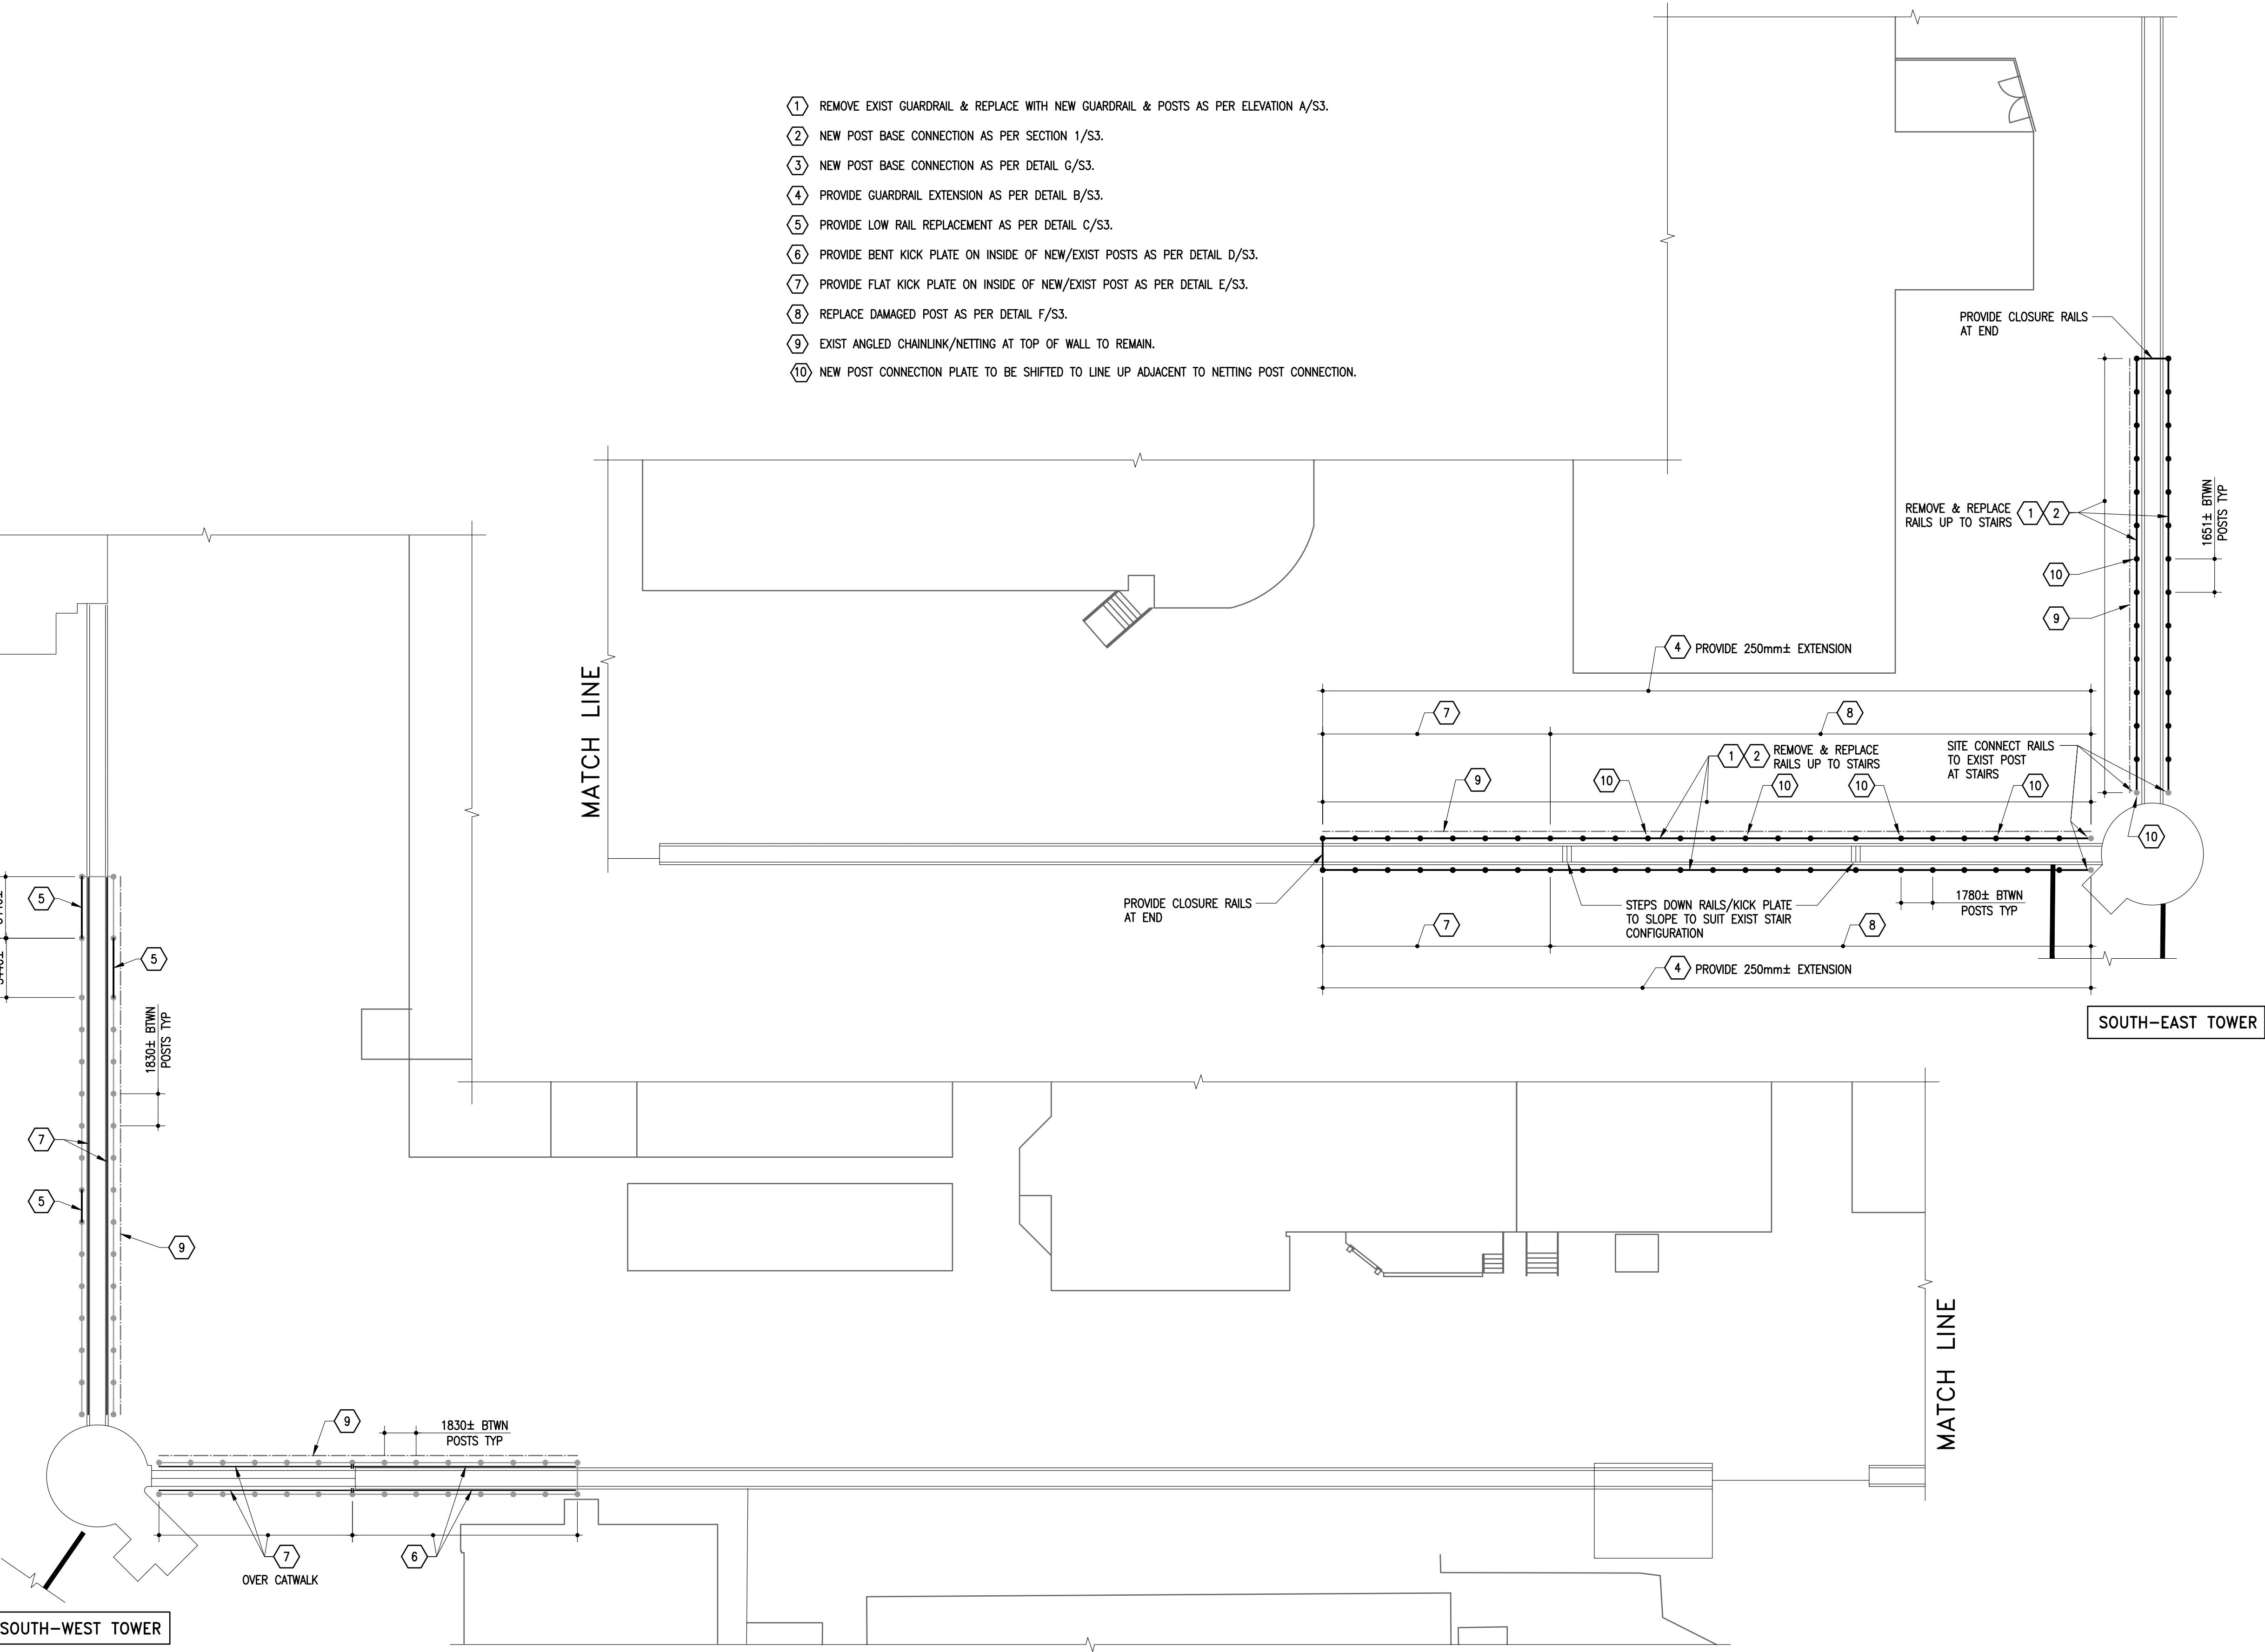 1 REMOVE EXIST GUARDRAIL & REPLACE WITH NEW GUARDRAIL & POSTS AS PER ELEVATION A/S3.
2 NEW POST BASE CONNECTION AS PER SECTION 1/S3.
3 NEW POST BASE CONNECTION AS PER DETAIL G/S3.
4 PROVIDE GUARDRAIL EXTENSION AS PER DETAIL B/S3.
5 PROVIDE LOW RAIL REPLACEMENT AS PER DETAIL C/S3.
6 PROVIDE BENT KICK PLATE ON INSIDE OF NEW/EXIST POSTS AS PER DETAIL D/S3.
7 PROVIDE FLAT KICK PLATE ON INSIDE OF NEW/EXIST POST AS PER DETAIL E/S3.
8 REPLACE DAMAGED POST AS PER DETAIL F/S3.
9 EXIST ANGLED CHAINLINK/NETTING AT TOP OF WALL TO REMAIN.
10 NEW POST CONNECTION PLATE TO BE SHIFTED TO LINE UP ADJACENT TO NETTING POST CONNECTION.
PROVIDE CLOSURE RAILS
AT END
REMOVE & REPLACE
RAILS UP TO STAIRS
1 2
1651± BTWN
POSTS TYP
10
9
4 PROVIDE 250mm± EXTENSION
7
8
1 2 REMOVE & REPLACE
RAILS UP TO STAIRS
SITE CONNECT RAILS
TO EXIST POST
AT STAIRS
9
10
10
10
10
10
MATCH LINE
PROVIDE CLOSURE RAILS
AT END
STEPS DOWN RAILS/KICK PLATE
TO SLOPE TO SUIT EXIST STAIR
CONFIGURATION
1780± BTWN
POSTS TYP
7
8
4 PROVIDE 250mm± EXTENSION
SOUTH-EAST TOWER
5
5
1830± BTWN
POSTS TYP
7
5
9
MATCH LINE
9
1830± BTWN
POSTS TYP
7
OVER CATWALK
6
SOUTH-WEST TOWER